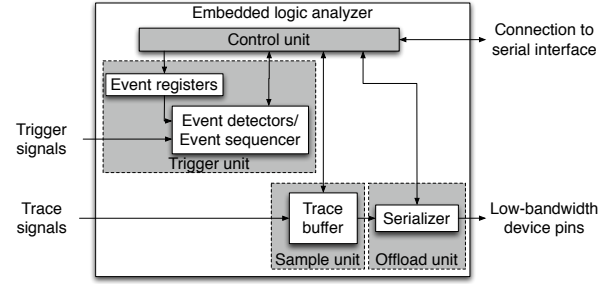 Embedded logic analyzer
Control unit
Connection to
serial interface
Event registers
Event detectors/
Event sequencer
Trigger unit
Trigger
signals
Trace
signals
Trace
buffer
Sample unit
Serializer
Offload unit
Low-bandwidth
device pins